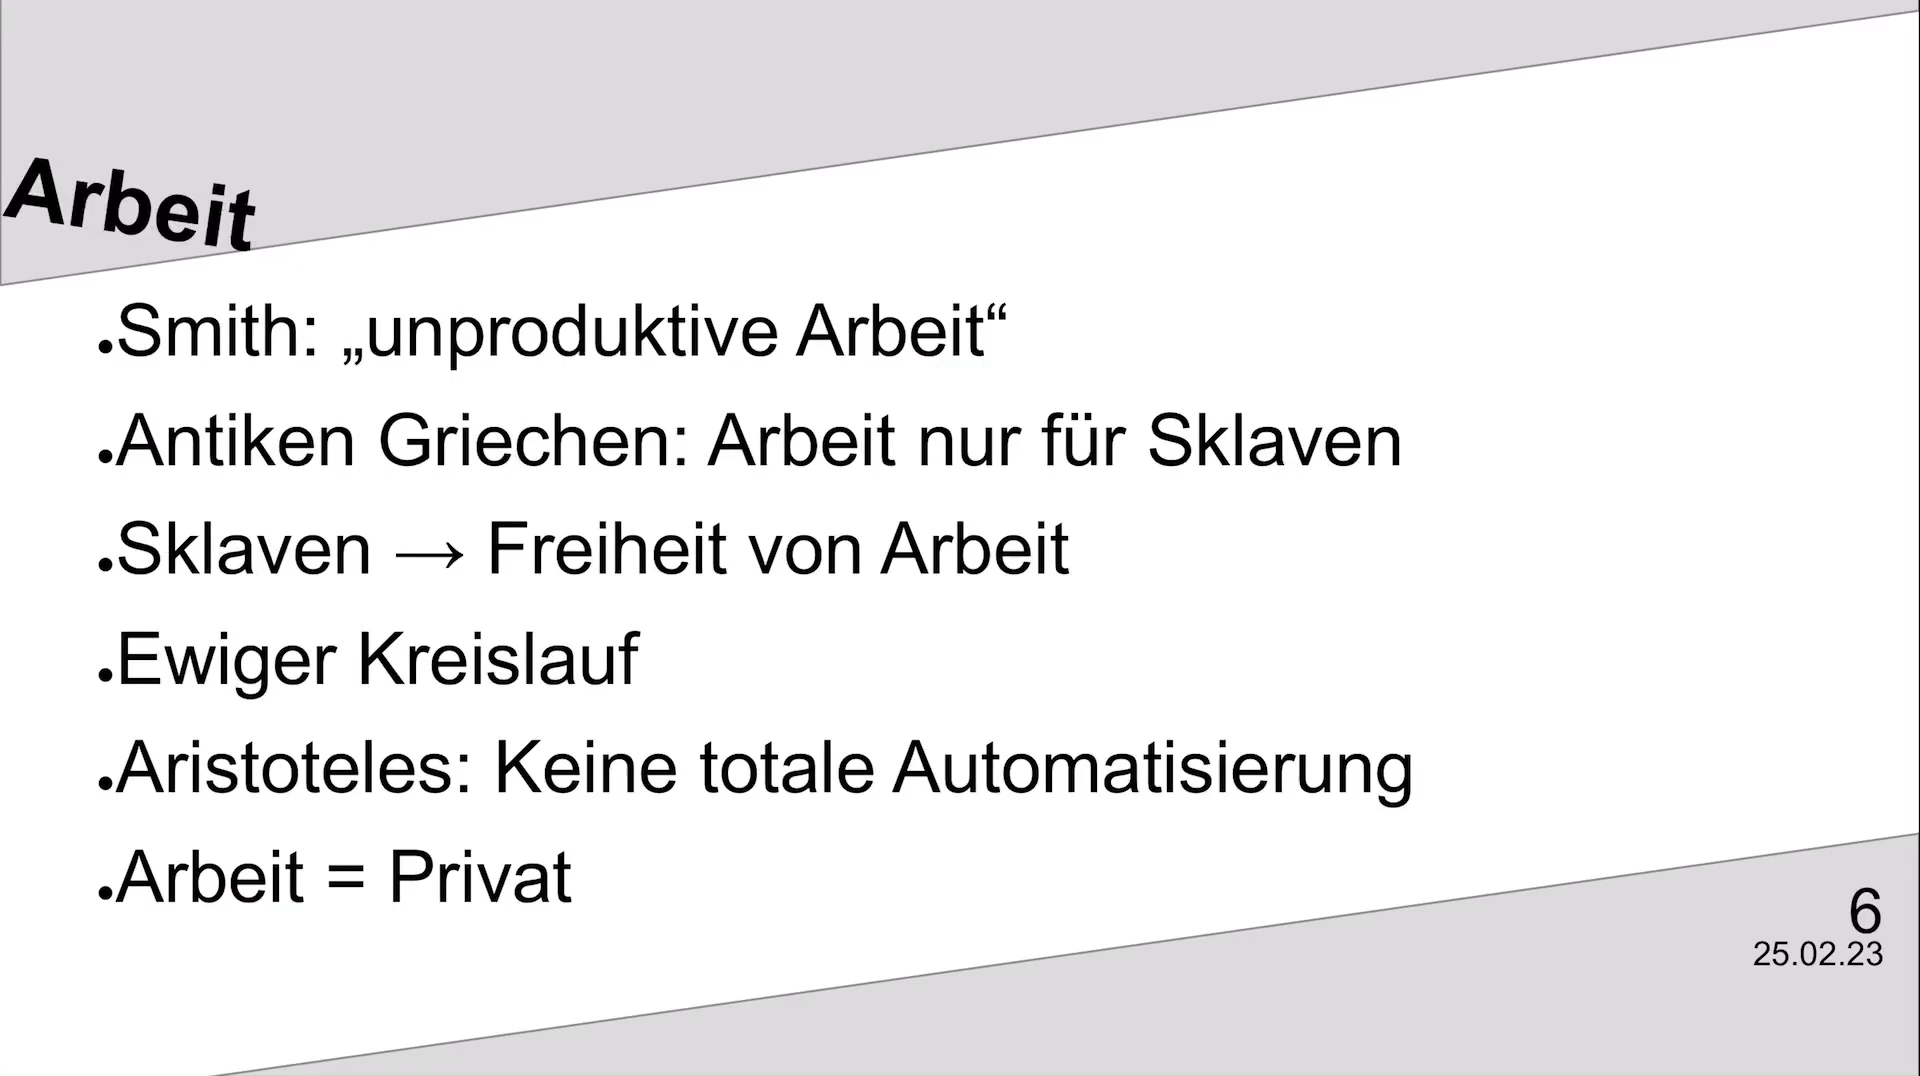 Arbeit
●Smith: „unproduktive Arbeit“
●Antiken Griechen: Arbeit nur für Sklaven
●Sklaven → Freiheit von Arbeit
●Ewiger Kreislauf
●Aristoteles: Keine totale Automatisierung
●Arbeit = Privat
6
25.02.23